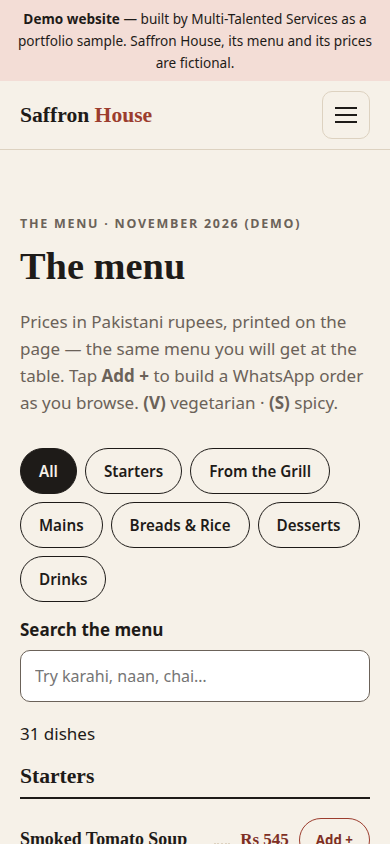 Demo website — built by Multi-Talented Services as a
portfolio sample. Saffron House, its menu and its prices
are fictional.
Saffron House
THE MENU · NOVEMBER 2026 (DEMO)
The menu
Prices in Pakistani rupees, printed on the
page — the same menu you will get at the
table. Tap Add + to build a WhatsApp order
as you browse. (V) vegetarian · (S) spicy.
All Starters From the Grill
Mains Breads & Rice Desserts
Drinks
Search the menu
Try karahi, naan, chai...
31 dishes
Starters
Smoked Tomato Soup .... Rs 545 Add +